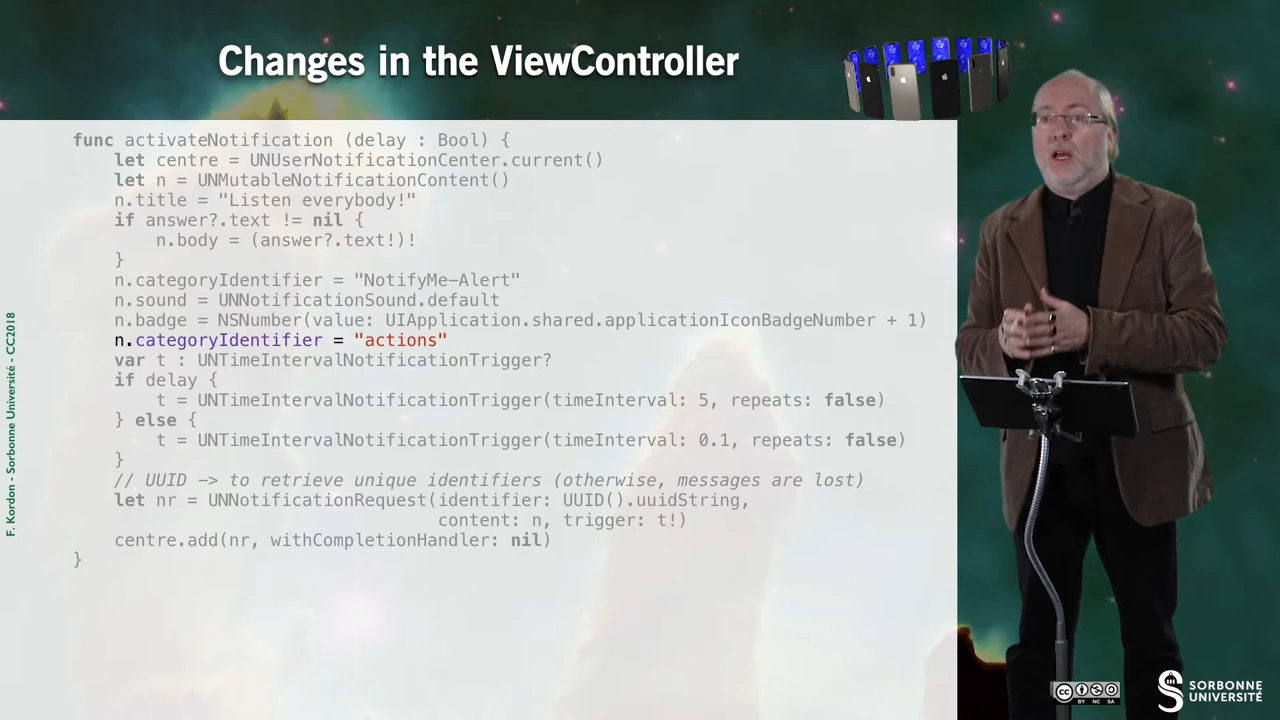 Changes in the ViewController
func activateNotification (delay : Bool) {
    let centre = UNUserNotificationCenter.current()
    let n = UNMutableNotificationContent()
    n.title = "Listen everybody!"
    if answer?.text != nil {
        n.body = (answer?.text!)!
    }
    n.categoryIdentifier = "NotifyMe-Alert"
    n.sound = UNNotificationSound.default
    n.badge = NSNumber(value: UIApplication.shared.applicationIconBadgeNumber + 1)
    n.categoryIdentifier = "actions"
    var t : UNTimeIntervalNotificationTrigger?
    if delay {
        t = UNTimeIntervalNotificationTrigger(timeInterval: 5, repeats: false)
    } else {
        t = UNTimeIntervalNotificationTrigger(timeInterval: 0.1, repeats: false)
    }
    // UUID -> to retrieve unique identifiers (otherwise, messages are lost)
    let nr = UNNotificationRequest(identifier: UUID().uuidString,
                                   content: n, trigger: t!)
    centre.add(nr, withCompletionHandler: nil)
}
F. Kordon - Sorbonne Université - CC2018
CC BY NC SA
SORBONNE
UNIVERSITÉ